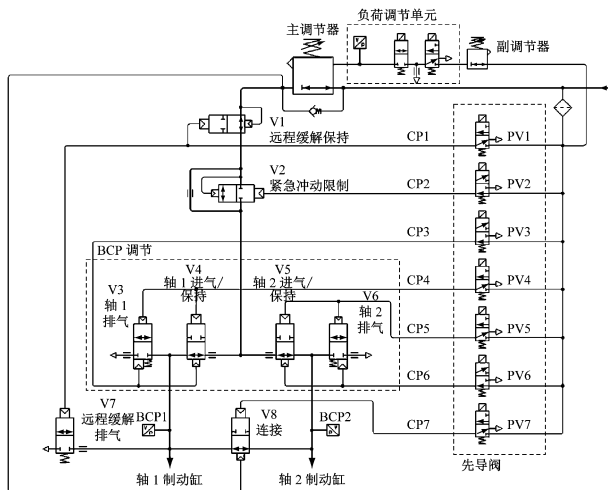 负荷调节单元
主调节器
副调节器
V1
远程缓解保持
CP1
PV1
V2
紧急冲动限制
CP2
PV2
CP3
PV3
BCP 调节
V3
轴 1
排气
V4
轴 1 进气/
保持
V5
轴 2 进气/
保持
V6
轴 2
排气
CP4
PV4
CP5
PV5
CP6
PV6
V7
远程缓解
排气
BCP1
V8
连接
BCP2
CP7
PV7
先导阀
轴 1 制动缸
轴 2 制动缸